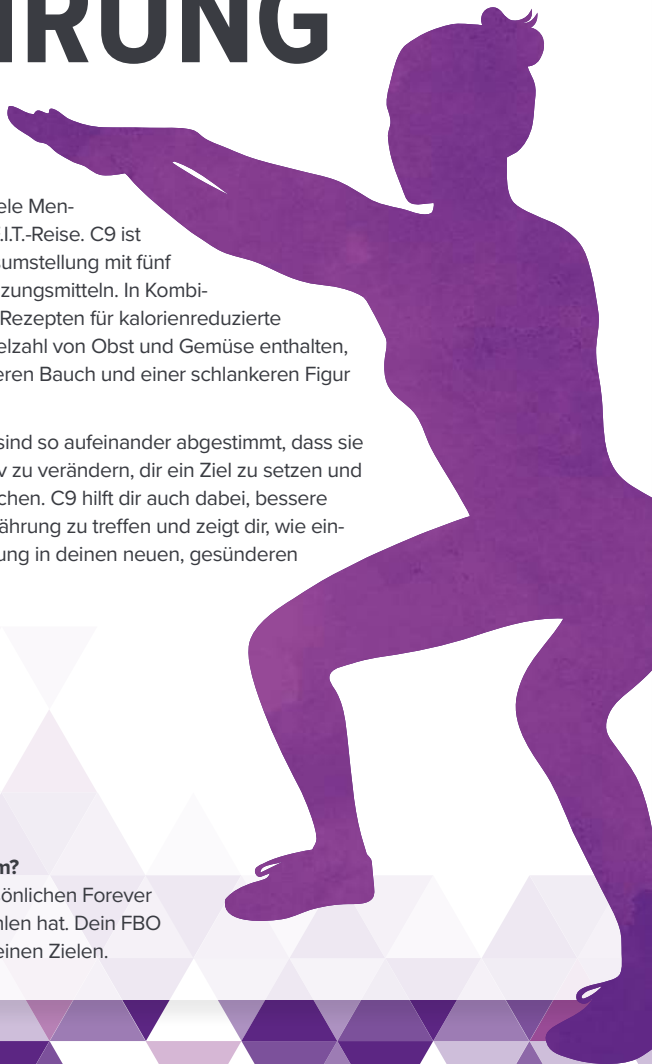 RUNG
ele Men-
.I.T.-Reise. C9 ist
sumstellung mit fünf
zungsmitteln. In Kombi-
Rezepten für kalorienreduzierte
elzahl von Obst und Gemüse enthalten,
eren Bauch und einer schlankeren Figur
sind so aufeinander abgestimmt, dass sie
v zu verändern, dir ein Ziel zu setzen und
chen. C9 hilft dir auch dabei, bessere
ährung zu treffen und zeigt dir, wie ein-
ung in deinen neuen, gesünderen
m?
önlichen Forever
hlen hat. Dein FBO
einen Zielen.